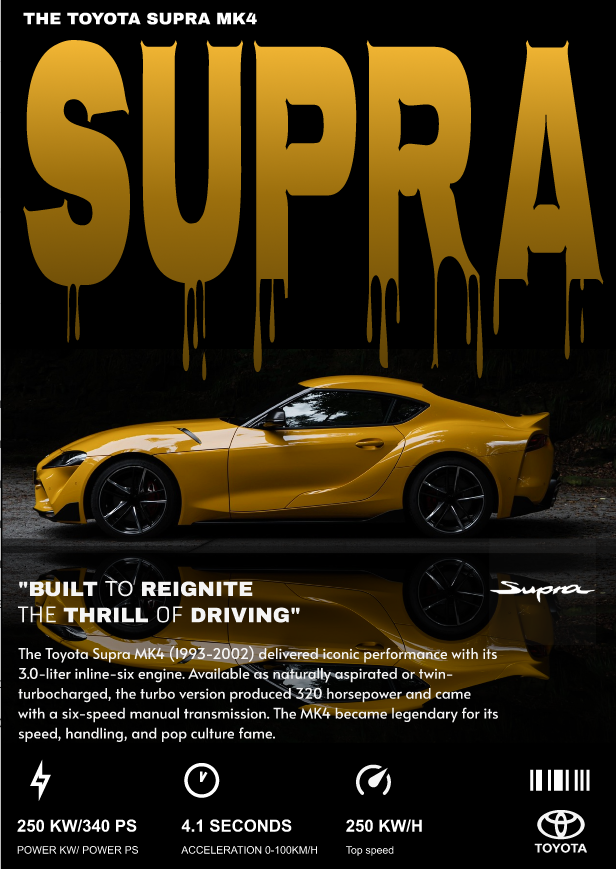 THE TOYOTA SUPRA MK4
SUPRA
"BUILT TO REIGNITE
THE THRILL OF DRIVING"
Supra
The Toyota Supra MK4 (1993-2002) delivered iconic performance with its
3.0-liter inline-six engine. Available as naturally aspirated or twin-
turbocharged, the turbo version produced 320 horsepower and came
with a six-speed manual transmission. The MK4 became legendary for its
speed, handling, and pop culture fame.
250 KW/340 PS
POWER KW/ POWER PS
4.1 SECONDS
ACCELERATION 0-100KM/H
250 KW/H
Top speed
TOYOTA